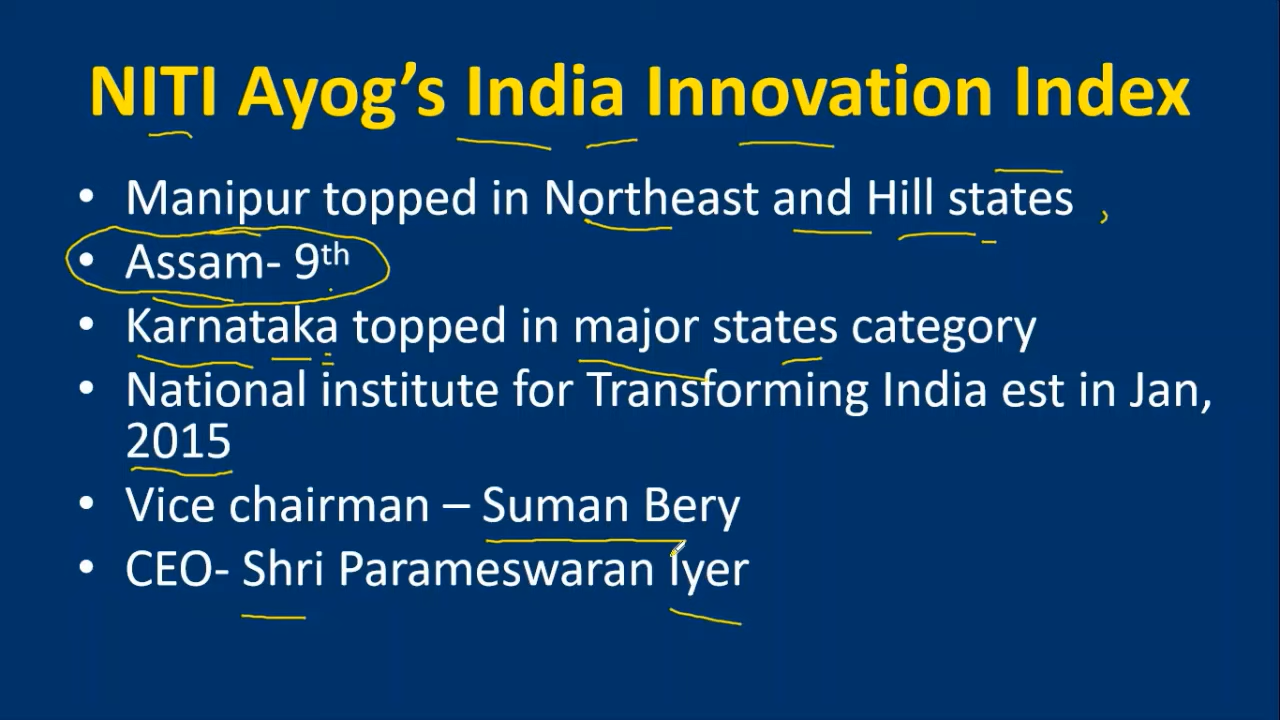 NITI Ayog’s India Innovation Index
• Manipur topped in Northeast and Hill states ,
• Assam- 9th
• Karnataka topped in major states category
• National institute for Transforming India est in Jan,
2015
• Vice chairman – Suman Bery
• CEO- Shri Parameswaran Iyer